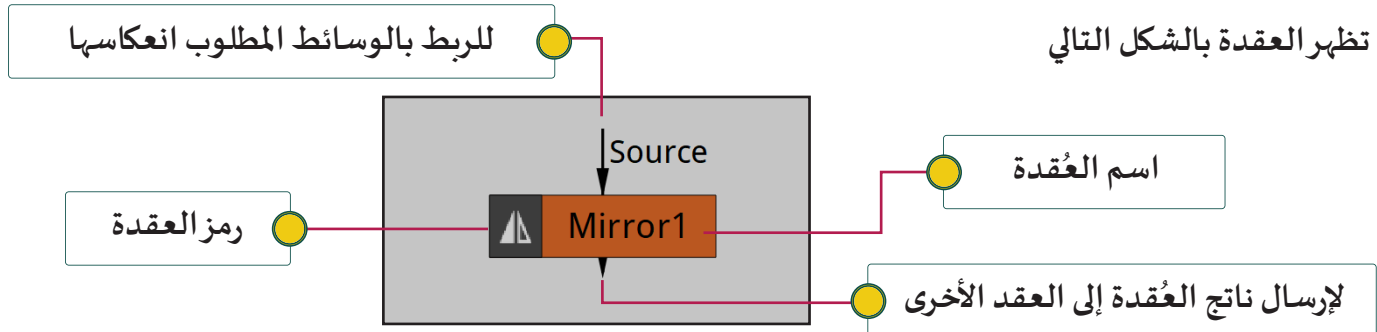 تظهر العقدة بالشكل التالي
للربط بالوسائط المطلوب انعكاسها
Source
اسم العُقدة
Mirror1
رمز العقدة
لإرسال ناتج العُقدة إلى العقد الأخرى